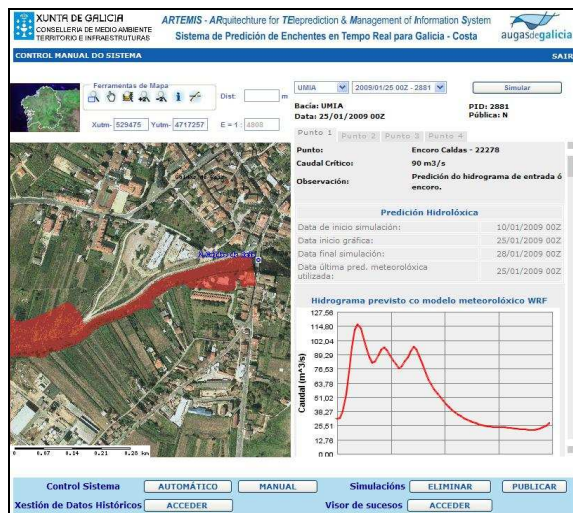 XUNTA DE GALICIA
CONSELLERIA DE MEDIO AMBIENTE
TERRITORIO E INFRAESTRUTURAS
ARTEMIS - ARquitechture for TEleprediction & Management of Information System
Sistema de Predición de Enchentes en Tempo Real para Galicia - Costa
augasdegalicia
CONTROL MANUAL DO SISTEMA
SAIR
Ferramentas de Mapa
Dist: m
Xutm- 529475 Yutm- 4717257 E = 1 : 4808
UMIA 2009/01/25 00Z - 2881 Simular
Bacía: UMIA PID: 2881
Data: 25/01/2009 00Z Pública: N
Punto 1 Punto 2 Punto 3 Punto 4
Punto: Encoro Caldas - 22278
Caudal Crítico: 90 m3/s
Observación: Predición do hidrograma de entrada ó
encoro.
Predición Hidrolóxica
Data de inicio simulación: 10/01/2009 00Z
Data inicio gráfica: 25/01/2009 00Z
Data final simulación: 28/01/2009 00Z
Data última pred. meteorolóxica
utilizada: 25/01/2009 00Z
Hidrograma previsto co modelo meteorolóxico WRF
Caudal (m^3/s)
127,56
114,80
102,04
89,29
76,53
63,78
51,02
38,27
25,51
12,76
0,00
0 0,07 0,14 0,21 0,28 km
Control Sistema AUTOMÁTICO MANUAL Simulacións ELIMINAR PUBLICAR
Xestión de Datos Históricos ACCEDER Visor de sucesos ACCEDER